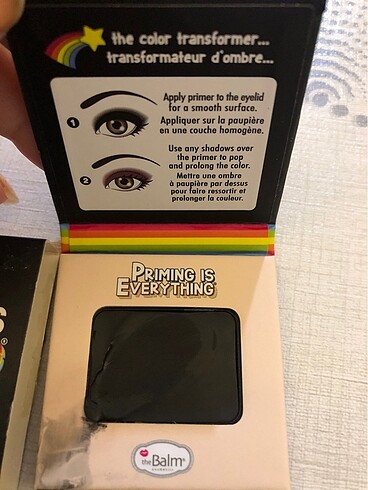 the color transformer...
transformateur d'ombre...
1
Apply primer to the eyelid
for a smooth surface.
Appliquer sur la paupière
en une couche homogène.
2
Use any shadows over
the primer to pop
and prolong the color.
Mettre une ombre
à paupière par dessus
pour faire ressortir et
prolonger la couleur.
PRIMING IS
EVERYTHING
S
theBalm®
COSMETICS